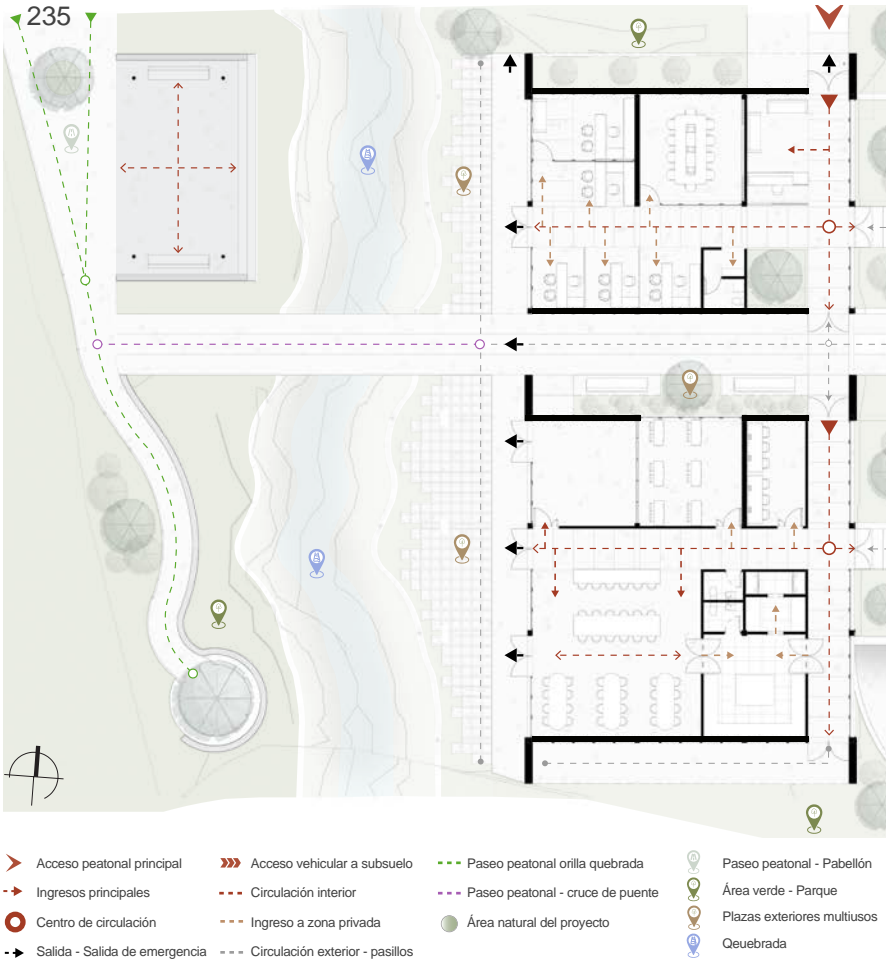 235
Acceso peatonal principal
Ingresos principales
Centro de circulación
Salida - Salida de emergencia
Acceso vehicular a subsuelo
Circulación interior
Ingreso a zona privada
Circulación exterior - pasillos
Paseo peatonal orilla quebrada
Paseo peatonal - cruce de puente
Área natural del proyecto
Paseo peatonal - Pabellón
Área verde - Parque
Plazas exteriores multiusos
Qeuebrada